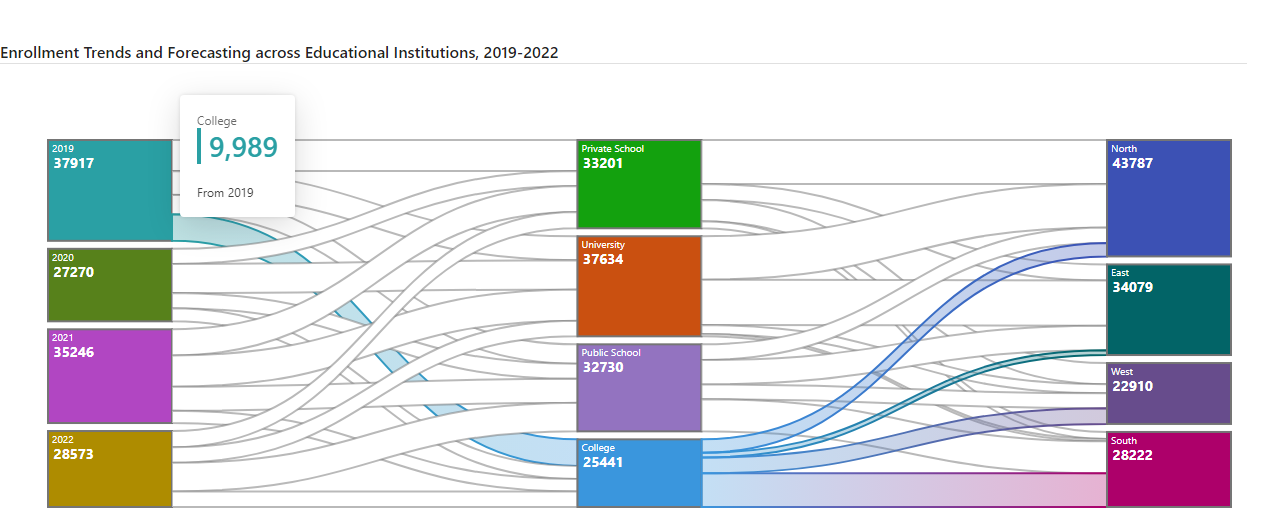 Enrollment Trends and Forecasting across Educational Institutions, 2019-2022
College
9,989
From 2019
2019
37917
2020
27270
2021
35246
2022
28573
Private School
33201
University
37634
Public School
32730
College
25441
North
43787
East
34079
West
22910
South
28222